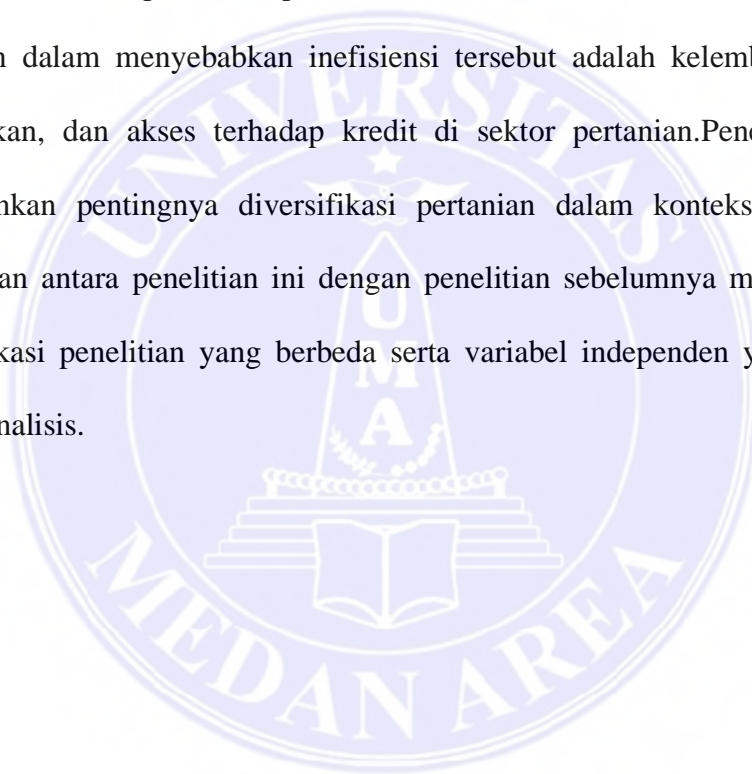 n dalam menyebabkan inefisiensi tersebut adalah kelemb
kan, dan akses terhadap kredit di sektor pertanian.Pen
nkan pentingnya diversifikasi pertanian dalam konteks
an antara penelitian ini dengan penelitian sebelumnya m
kasi penelitian yang berbeda serta variabel independen y
nalisis.
UNIVERSITAS
UMA
MEDAN AREA